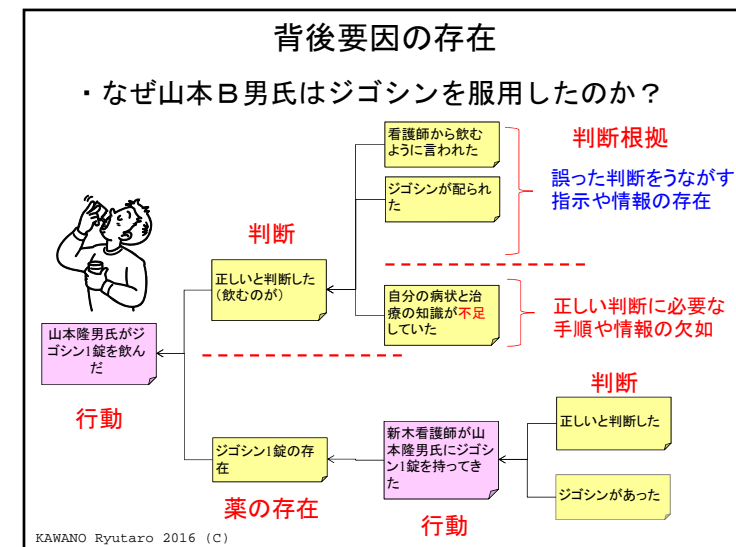 背後要因の存在
・なぜ山本Ｂ男氏はジゴシンを服用したのか？
看護師から飲む
ように言われた
判断根拠
誤った判断をうながす
指示や情報の存在
ジゴシンが配られ
た
判断
正しいと判断した
（飲むのが）
自分の病状と治
療の知識が不足
していた
正しい判断に必要な
手順や情報の欠如
山本隆男氏がジ
ゴシン1錠を飲ん
だ
行動
判断
新木看護師が山
本隆男氏にジゴシ
ン1錠を持ってき
た
正しいと判断した
ジゴシン1錠の存
在
ジゴシンがあった
薬の存在
行動
KAWANO Ryutaro 2016 (C)